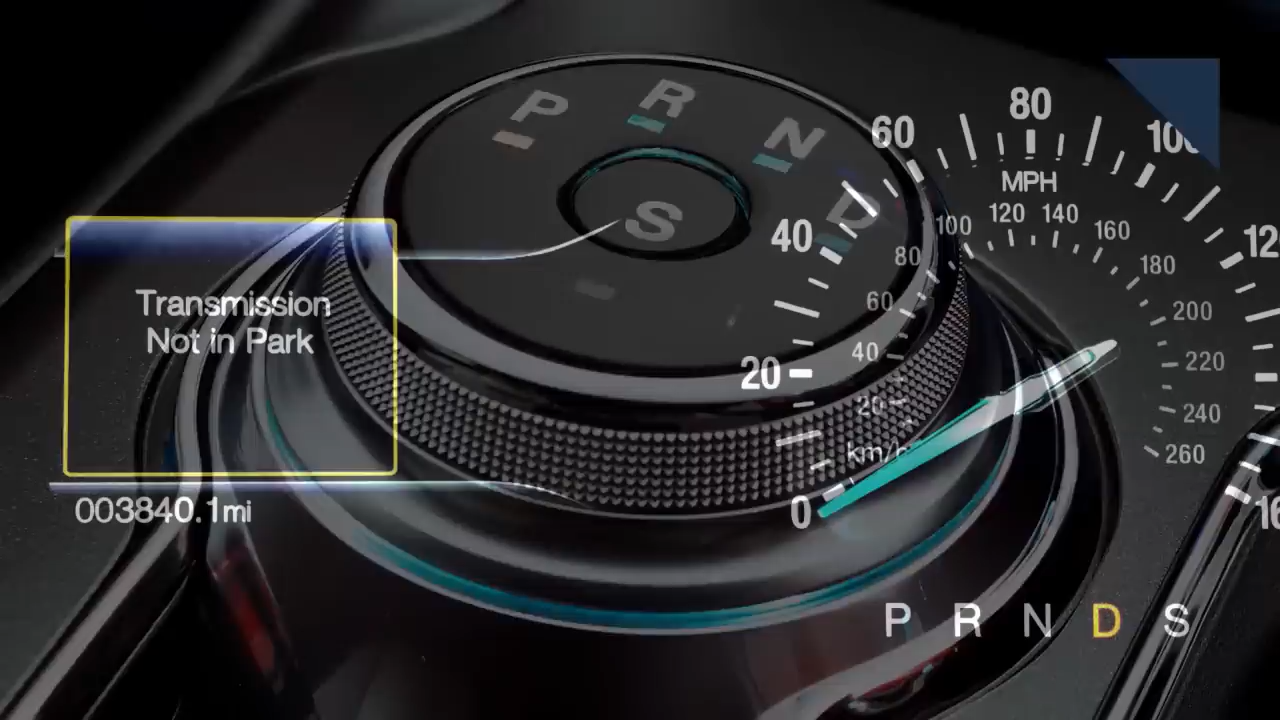 P R N D
S
Transmission
Not in Park
003840.1mi
0 20 40 60 80 100
MPH
km/h
20 40 60 80 100 120 140 160 180 200 220 240 260
P R N D S